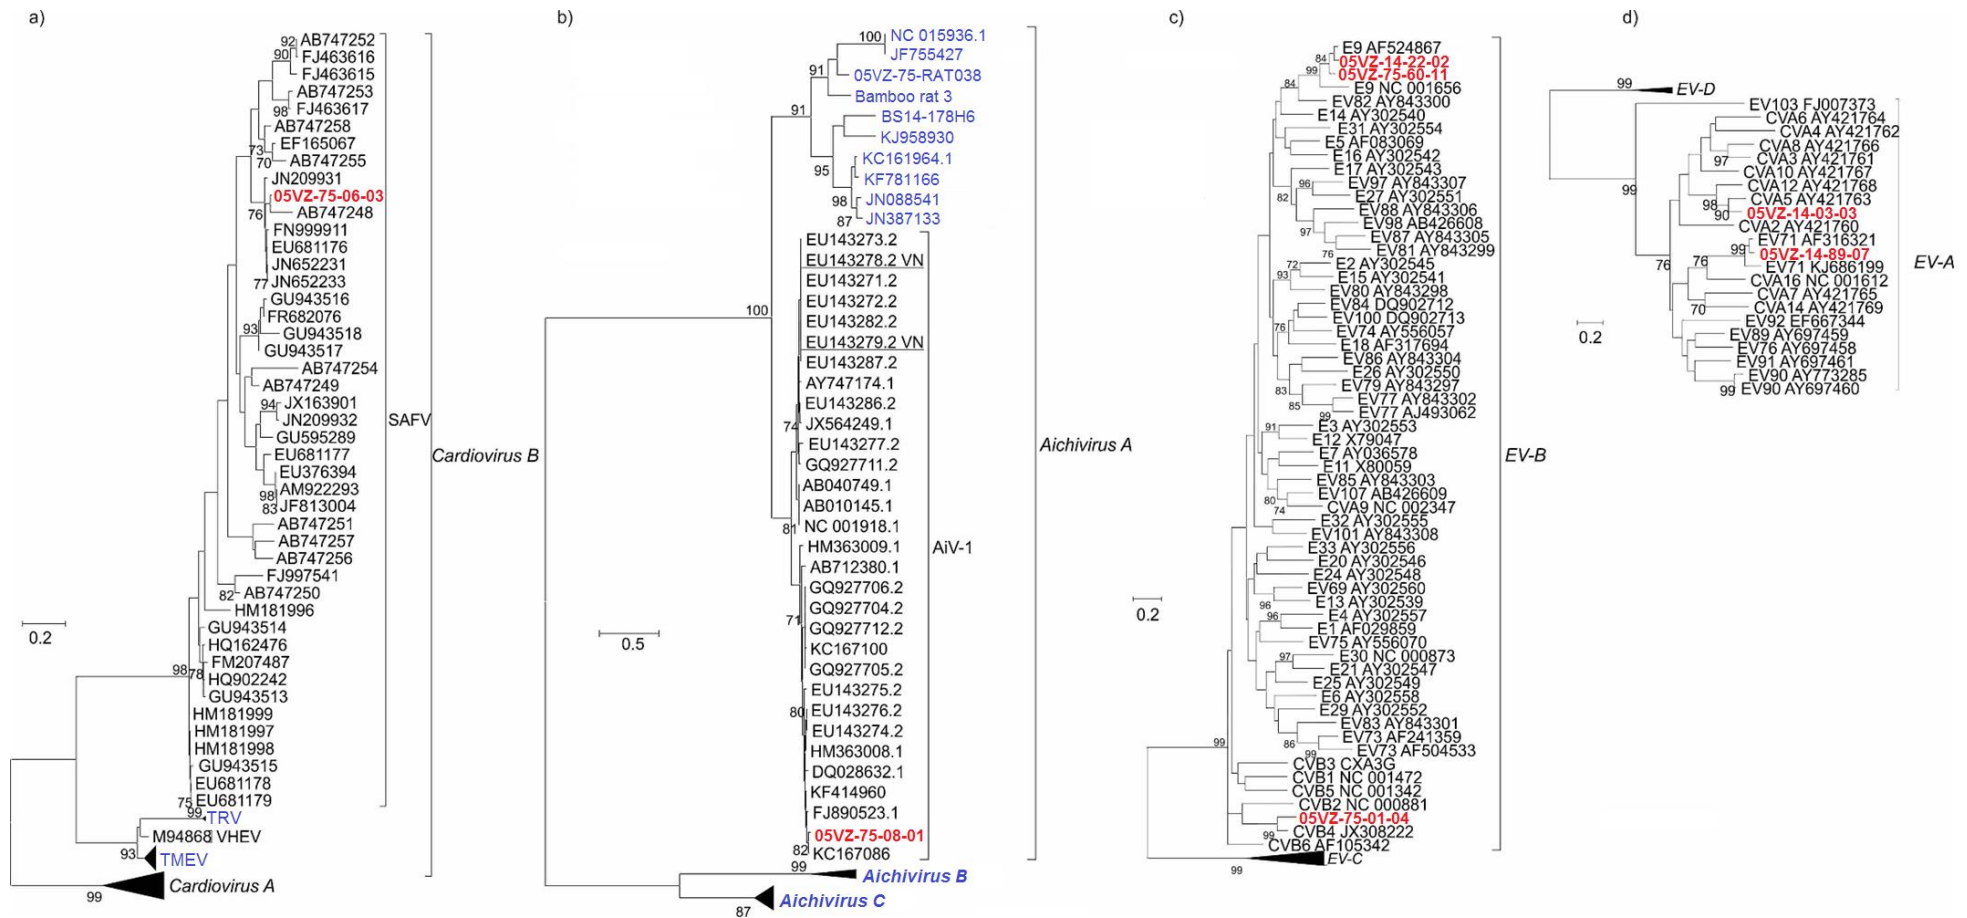 a)
92
AB747252
90
FJ463616
FJ463615
AB747253
98
FJ463617
AB747258
73
EF165067
70
AB747255
JN209931
05VZ-75-06-03
76
AB747248
FN999911
EU681176
JN652231
77
JN652233
GU943516
FR682076
93
GU943518
GU943517
AB747254
AB747249
94
JX163901
JN209932
GU595289
EU681177
EU376394
98
AM922293
83
JF813004
AB747251
AB747257
AB747256
FJ997541
82
AB747250
HM181996
GU943514
HQ162476
FM207487
98
78
HQ902242
GU943513
HM181999
HM181997
HM181998
GU943515
EU681178
75
EU681179
99
TRV
M94868 VHEV
93
TMEV
99
Cardiovirus A
SAFV
Cardiovirus B
0.2
b)
100
NC 015936.1
JF755427
91
05VZ-75-RAT038
Bamboo rat 3
91
BS14-178H6
KJ958930
95
KC161964.1
KF781166
98
JN088541
87
JN387133
EU143273.2
EU143278.2 VN
EU143271.2
EU143272.2
100
EU143282.2
EU143279.2 VN
EU143287.2
AY747174.1
EU143286.2
74
JX564249.1
EU143277.2
GQ927711.2
AB040749.1
AB010145.1
81
NC 001918.1
HM363009.1
AB712380.1
GQ927706.2
GQ927704.2
71
GQ927712.2
KC167100
GQ927705.2
EU143275.2
80
EU143276.2
EU143274.2
HM363008.1
DQ028632.1
KF414960
FJ890523.1
05VZ-75-08-01
82
KC167086
99
Aichivirus B
87
Aichivirus C
AiV-1
Aichivirus A
0.5
c)
E9 AF524867
84
05VZ-14-22-02
99
05VZ-75-60-11
84
E9 NC 001656
EV82 AY843300
E14 AY302540
E31 AY302554
E5 AF083069
E16 AY302542
E17 AY302543
96
EV97 AY843307
82
E27 AY302551
EV88 AY843306
EV98 AB426608
97
EV87 AY843305
76
EV81 AY843299
72
E2 AY302545
93
E15 AY302541
EV80 AY843298
EV84 DQ902712
EV100 DQ902713
76
EV74 AY556057
E18 AF317694
EV86 AY843304
E26 AY302550
83
EV79 AY843297
85
EV77 AY843302
99
EV77 AJ493062
91
E3 AY302553
E12 X79047
E7 AY036578
E11 X80059
EV85 AY843303
80
EV107 AB426609
74
CVA9 NC 002347
E32 AY302555
EV101 AY843308
E33 AY302556
E20 AY302546
E24 AY302548
EV69 AY302560
96
E13 AY302539
96
E4 AY302557
E1 AF029859
EV75 AY556070
97
E30 NC 000873
E21 AY302547
E25 AY302549
E6 AY302558
E29 AY302552
EV83 AY843301
86
EV73 AF241359
99
EV73 AF504533
99
CVB3 CXA3G
CVB1 NC 001472
CVB5 NC 001342
CVB2 NC 000881
05VZ-75-01-04
99
CVB4 JX308222
CVB6 AF105342
EV-C
99
EV-B
0.2
d)
99
EV-D
EV103 FJ007373
CVA6 AY421764
CVA4 AY421762
CVA8 AY421766
97
CVA3 AY421761
CVA10 AY421767
99
CVA12 AY421768
98
CVA5 AY421763
90
05VZ-14-03-03
CVA2 AY421760
EV71 AF316321
99
05VZ-14-89-07
76
76
EV71 KJ686199
CVA16 NC 001612
CVA7 AY421765
70
CVA14 AY421769
EV92 EF667344
EV89 AY697459
EV76 AY697458
EV91 AY697461
EV90 AY773285
99
EV90 AY697460
EV-A
0.2